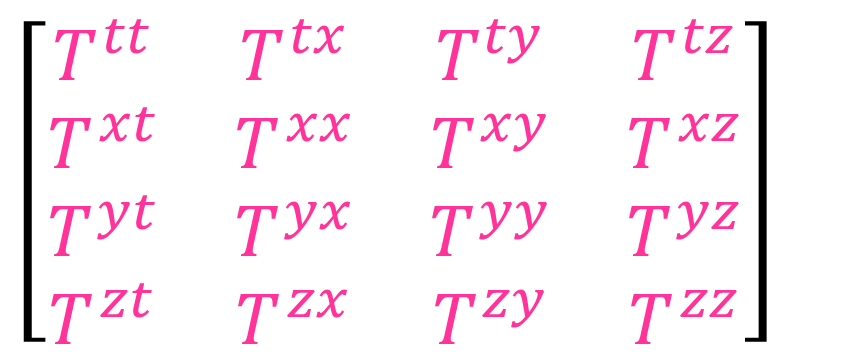 T^{tt} T^{tx} T^{ty} T^{tz}
T^{xt} T^{xx} T^{xy} T^{xz}
T^{yt} T^{yx} T^{yy} T^{yz}
T^{zt} T^{zx} T^{zy} T^{zz}